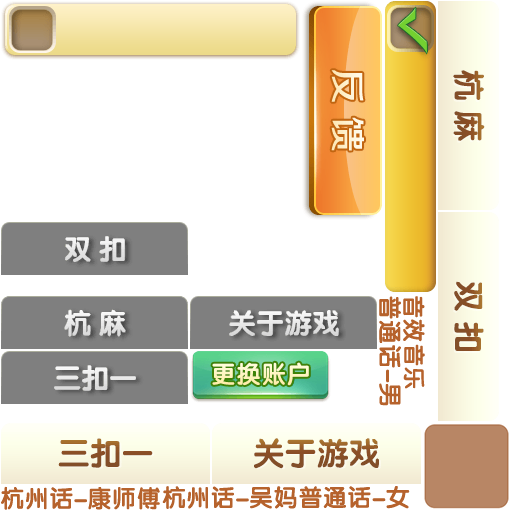 反馈
杭麻
双扣
双扣
杭麻
关于游戏
三扣一
更换账户
音效音乐
普通话-男
三扣一
关于游戏
杭州话-康师傅杭州话-吴妈普通话-女